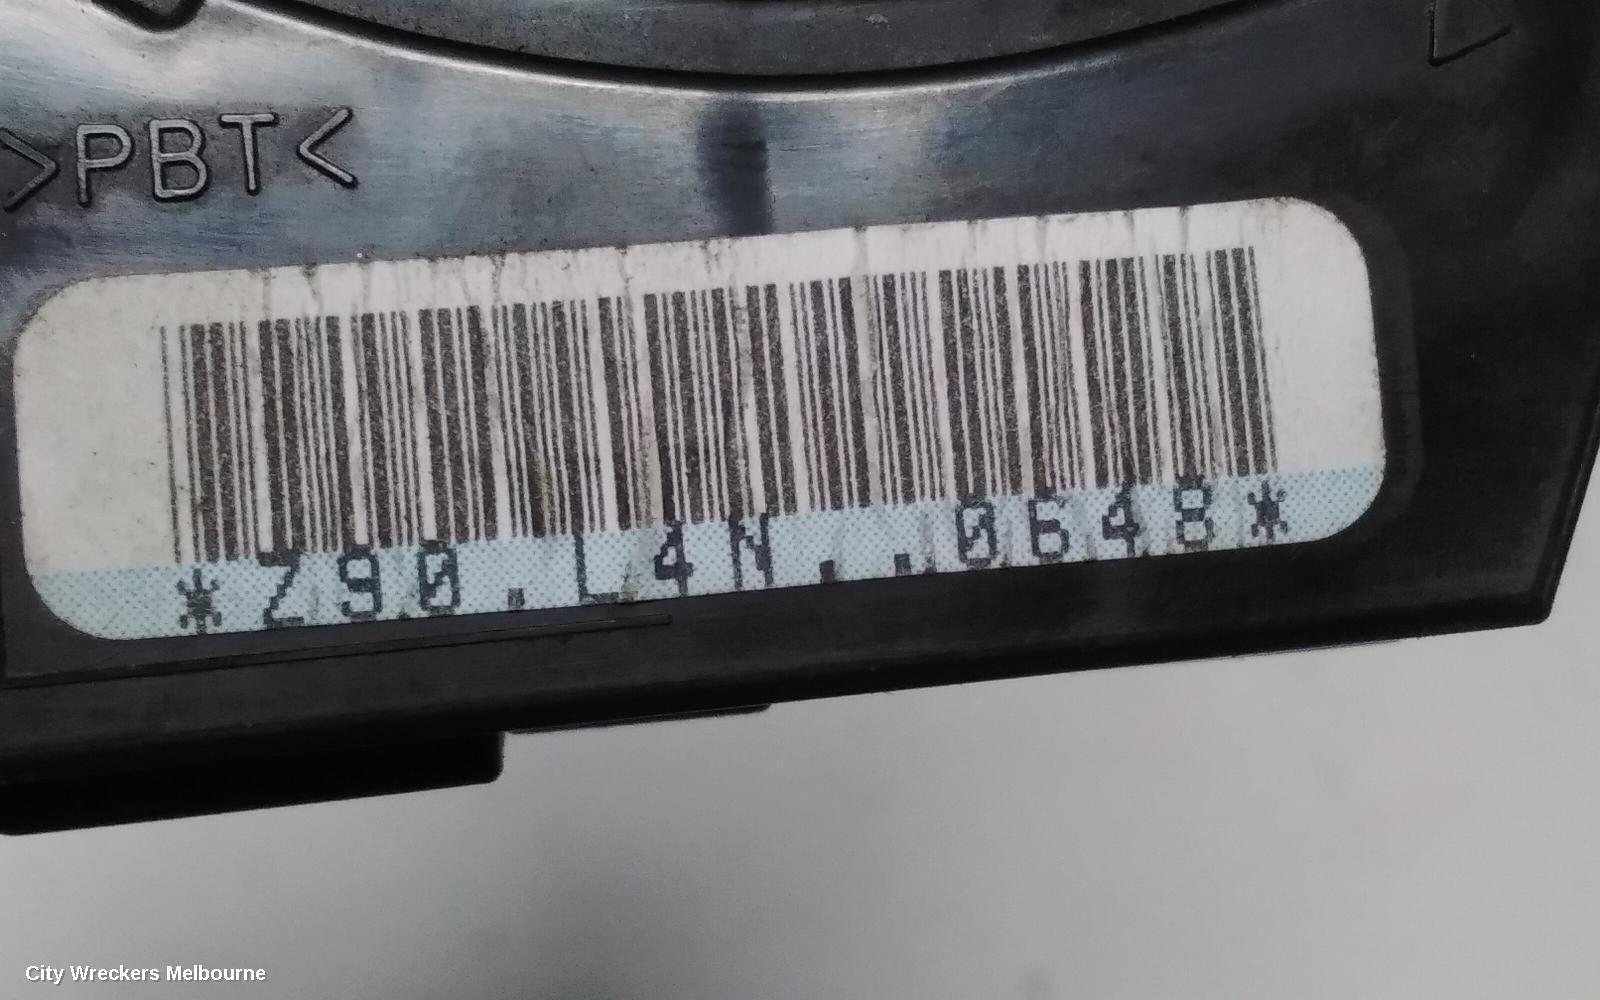 >PBT<
*Z90.L4N..0648*
City Wreckers Melbourne